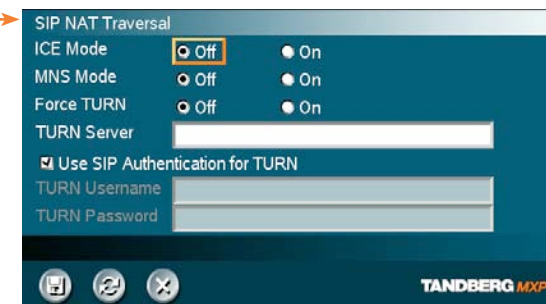 SIP NAT Traversal
ICE Mode Off On
MNS Mode Off On
Force TURN Off On
TURN Server
Use SIP Authentication for TURN
TURN Username
TURN Password
TANDBERG MXP